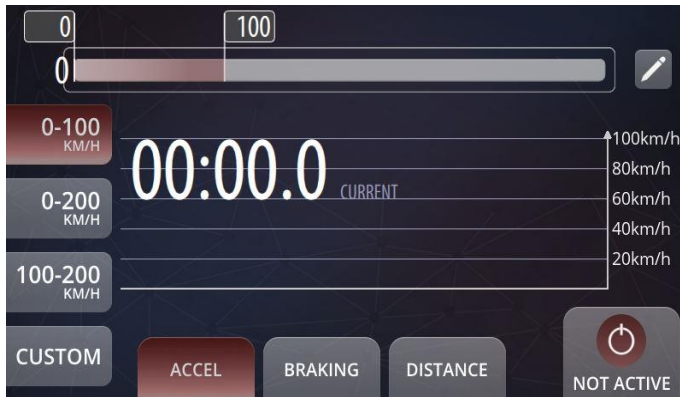 0 100
0
0-100
KM/H
00:00.0 CURRENT
0-200
KM/H
100-200
KM/H
CUSTOM
100km/h
80km/h
60km/h
40km/h
20km/h
ACCEL BRAKING DISTANCE
NOT ACTIVE